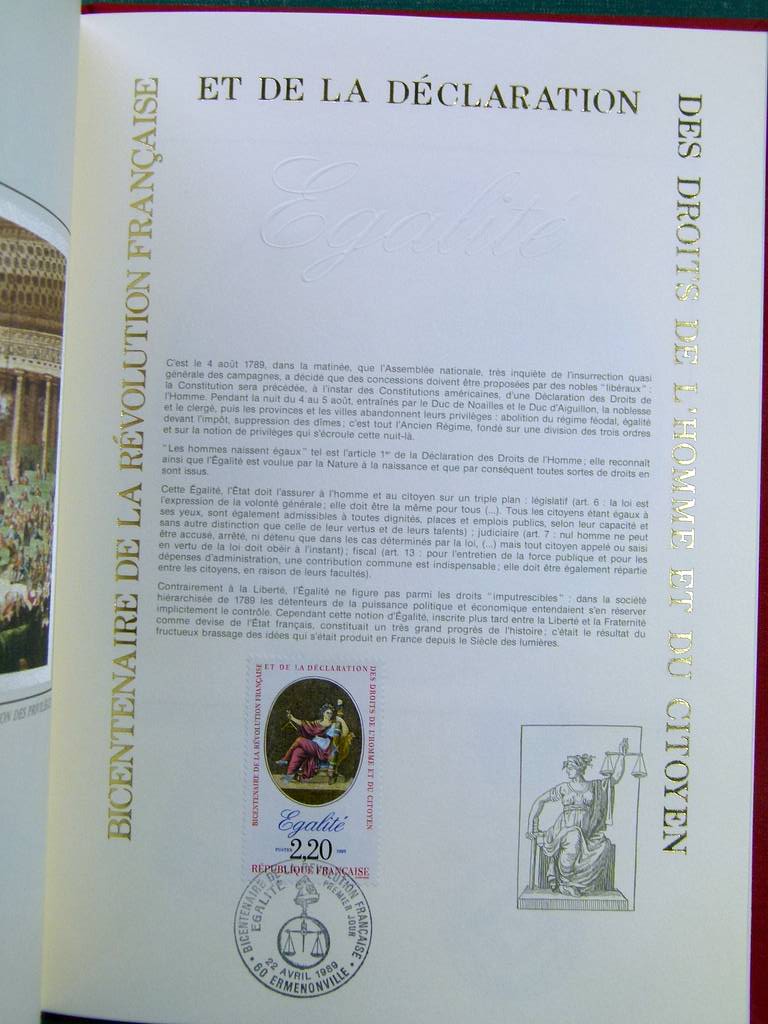 BICENTENAIRE DE LA RÉVOLUTION FRANÇAISE
ET DE LA DÉCLARATION
DES DROITS DE L'HOMME ET DU CITOYEN
Egalité
C'est le 4 août 1789, dans la matinée, que l'Assemblée nationale, très inquiète de l'insurrection quasi
générale des campagnes, a décidé que des concessions doivent être proposées par des nobles "libéraux" :
la Constitution sera précédée, à l'instar des Constitutions américaines, d'une Déclaration des Droits de
l'Homme. Pendant la nuit du 4 au 5 août, entraînés par le Duc de Noailles et le Duc d'Aiguillon, la noblesse
et le clergé, puis les provinces et les villes abandonnent leurs privilèges : abolition du régime féodal, égalité
devant l'impôt, suppression des dîmes ; c'est tout l'Ancien Régime, fondé sur une division des trois ordres
et sur la notion de privilèges qui s'écroule cette nuit-là.
"Les hommes naissent égaux" tel est l'article 1er de la Déclaration des Droits de l'Homme ; elle reconnaît
ainsi que l'Égalité est voulue par la Nature à la naissance et que par conséquent toutes sortes de droits en
sont issus.
Cette Égalité, l'État doit l'assurer à l'homme et au citoyen sur un triple plan : législatif (art. 6 : la loi est
l'expression de la volonté générale ; elle doit être la même pour tous (...). Tous les citoyens étant égaux à
ses yeux, sont également admissibles à toutes dignités, places et emplois publics, selon leur capacité et
sans autre distinction que celle de leur vertus et de leurs talents) ; judiciaire (art. 7 : nul homme ne peut
être accusé, arrêté, ni détenu que dans les cas déterminés par la loi, (...) mais tout citoyen appelé ou saisi
en vertu de la loi doit obéir à l'instant) ; fiscal (art. 13 : pour l'entretien de la force publique et pour les
dépenses d'administration, une contribution commune est indispensable ; elle doit être également répartie
entre les citoyens, en raison de leurs facultés).
Contrairement à la Liberté, l'Égalité ne figure pas parmi les droits "imputrescibles" : dans la société
hiérarchisée de 1789 les détenteurs de la puissance politique et économique entendaient s'en réserver
implicitement le contrôle. Cependant cette notion d'Égalité, inscrite plus tard entre la Liberté et la Fraternité
comme devise de l'État français, constituait un très grand progrès de l'histoire ; c'était le résultat du
fructueux brassage des idées qui s'était produit en France depuis le Siècle des lumières.
BICENTENAIRE DE LA RÉVOLUTION FRANÇAISE
ET DE LA DÉCLARATION
DES DROITS DE L'HOMME ET DU CITOYEN
Egalité
POSTES 2,20 1989
RÉPUBLIQUE FRANÇAISE
BICENTENAIRE DE LA RÉVOLUTION FRANÇAISE
EGALITÉ
PREMIER JOUR
22 AVRIL 1989
• 60 ERMENONVILLE •